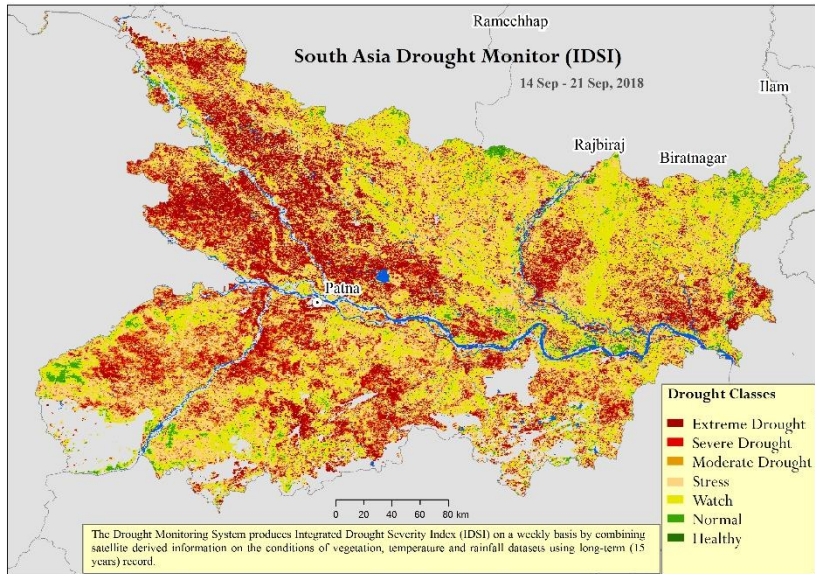 Ramechhap
South Asia Drought Monitor (IDSI)
14 Sep - 21 Sep, 2018
Ilam
Rajbiraj
Biratnagar
Patna
Drought Classes
Extreme Drought
Severe Drought
Moderate Drought
Stress
Watch
Normal
Healthy
0 20 40 60 80 km
The Drought Monitoring System produces Integrated Drought Severity Index (IDSI) on a weekly basis by combining
satellite derived information on the conditions of vegetation, temperature and rainfall datasets using long-term (15
years) record.